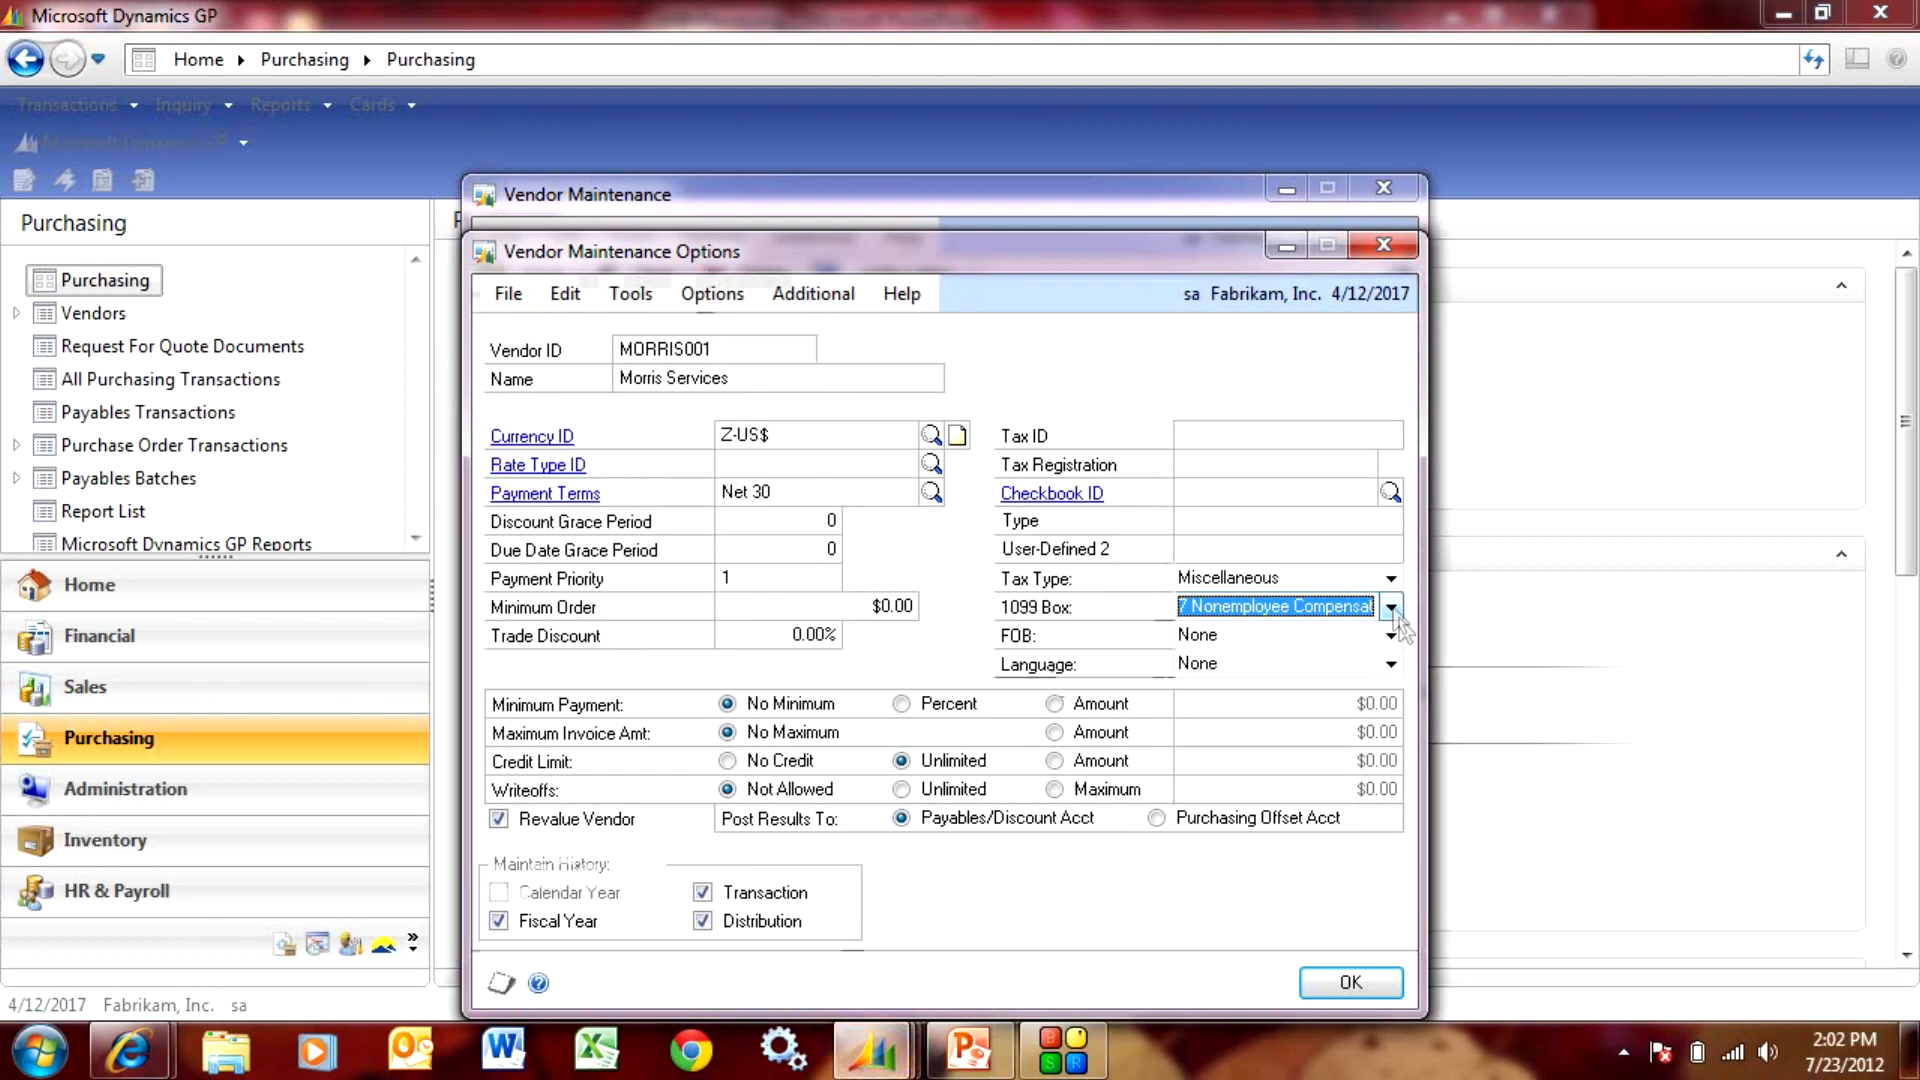 Microsoft Dynamics GP
Home Purchasing Purchasing
Transactions Inquiry Reports Cards
Purchasing
Purchasing
Vendors
Request For Quote Documents
All Purchasing Transactions
Payables Transactions
Purchase Order Transactions
Payables Batches
Report List
Microsoft Dynamics GP Reports
Home
Financial
Sales
Purchasing
Administration
Inventory
HR & Payroll
4/12/2017 Fabrikam, Inc. sa
Vendor Maintenance
Vendor Maintenance Options
File Edit Tools Options Additional Help
sa Fabrikam, Inc. 4/12/2017
Vendor ID MORRIS001
Name Morris Services
Currency ID Z-US$
Rate Type ID
Payment Terms Net 30
Discount Grace Period 0
Due Date Grace Period 0
Payment Priority 1
Minimum Order $0.00
Trade Discount 0.00%
Tax ID
Tax Registration
Checkbook ID
Type
User-Defined 2
Tax Type: Miscellaneous
1099 Box: 7 Nonemployee Compensat
FOB: None
Language: None
Minimum Payment: No Minimum Percent Amount $0.00
Maximum Invoice Amt: No Maximum Amount $0.00
Credit Limit: No Credit Unlimited Amount $0.00
Writeoffs: Not Allowed Unlimited Maximum $0.00
Revalue Vendor Post Results To: Payables/Discount Acct Purchasing Offset Acct
Maintain History:
Calendar Year Transaction
Fiscal Year Distribution
OK
2:02 PM
7/23/2012